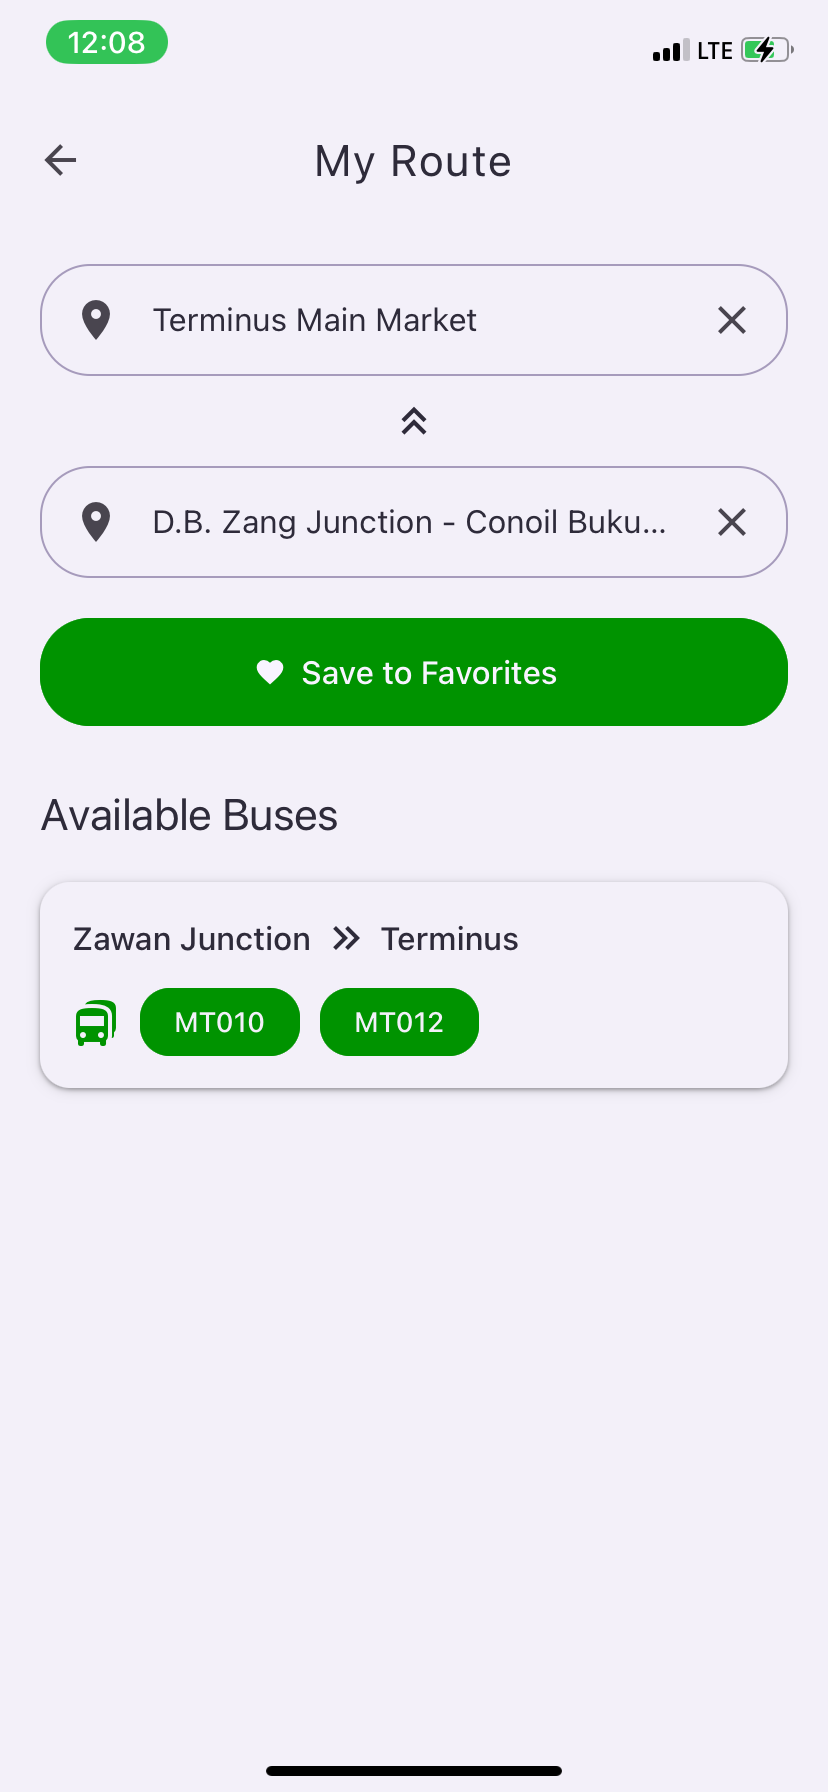 12:08
LTE
My Route
Terminus Main Market
D.B. Zang Junction - Conoil Buku...
Save to Favorites
Available Buses
Zawan Junction Terminus
MT010 MT012